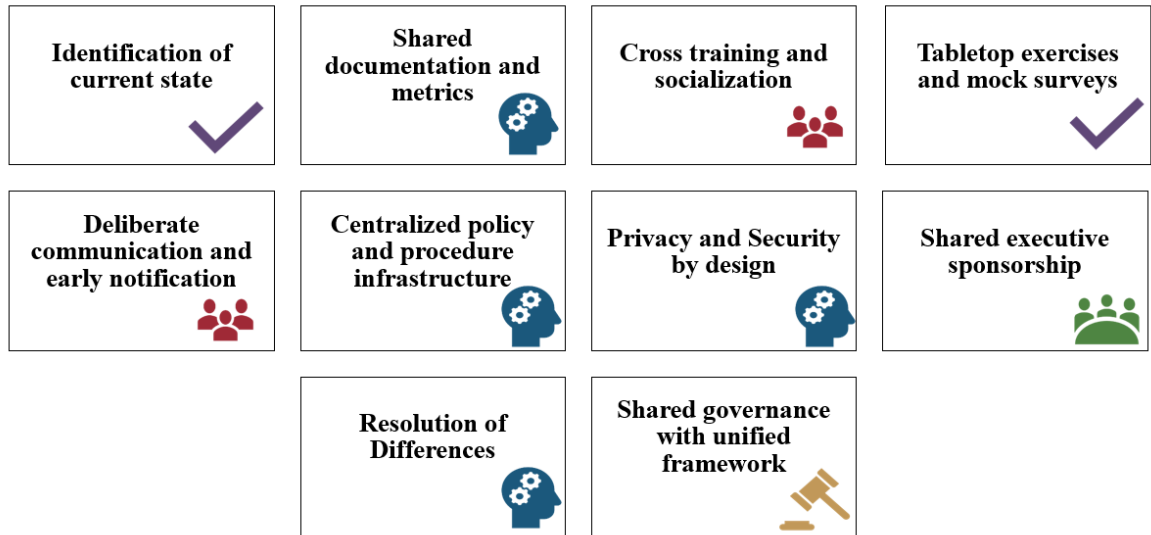 Identification of
current state
Shared
documentation and
metrics
Cross training and
socialization
Tabletop exercises
and mock surveys
Deliberate
communication and
early notification
Centralized policy
and procedure
infrastructure
Privacy and Security
by design
Shared executive
sponsorship
Resolution of
Differences
Shared governance
with unified
framework